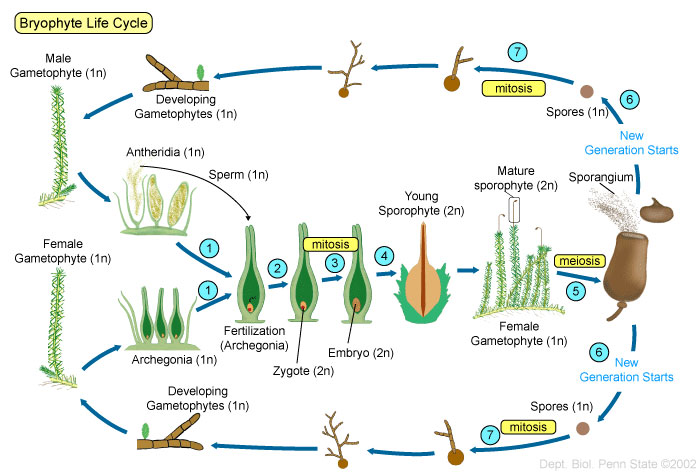 Bryophyte Life Cycle
Male
Gametophyte (1n)
Developing
Gametophytes (1n)
7
mitosis
Spores (1n)
6
New
Generation Starts
Antheridia (1n)
Sperm (1n)
Young
Sporophyte (2n)
Mature
sporophyte (2n)
Sporangium
Female
Gametophyte (1n)
1
1
2
mitosis
3
4
meiosis
5
Archegonia (1n)
Fertilization
(Archegonia)
Zygote (2n)
Embryo (2n)
Female
Gametophyte (1n)
6
New
Generation Starts
Developing
Gametophytes (1n)
7
mitosis
Spores (1n)
Dept. Biol. Penn State ©2002